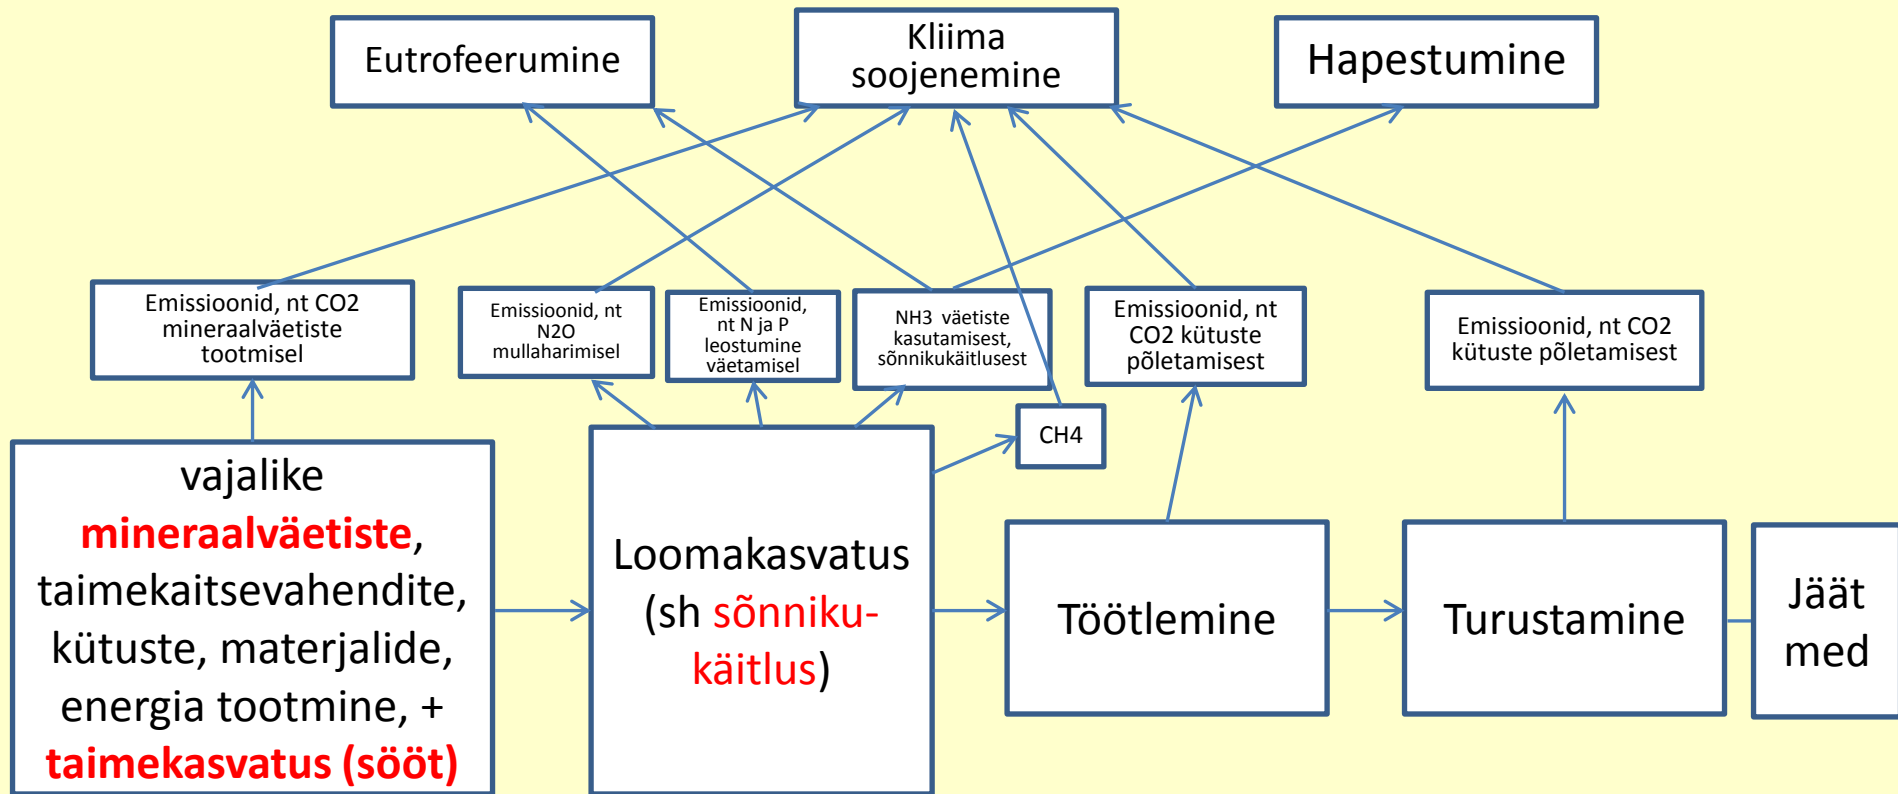 Eutrofeerumine
Kliima
soojenemine
Hapestumine
Emissioonid, nt CO2
mineraalväetiste
tootmisel
Emissioonid, nt
N2O
mullaharimisel
Emissioonid,
nt N ja P
leostumine
väetamisel
NH3 väetiste
kasutamisest,
sõnnikukäitlusest
Emissioonid, nt
CO2 kütuste
põletamisest
Emissioonid, nt CO2
kütuste põletamisest
CH4
vajalike
mineraalväetiste,
taimekaitsevahendite,
kütuste, materjalide,
energia tootmine, +
taimekasvatus (sööt)
Loomakasvatus
(sh sõnniku-
käitlus)
Töötlemine
Turustamine
Jäät
med